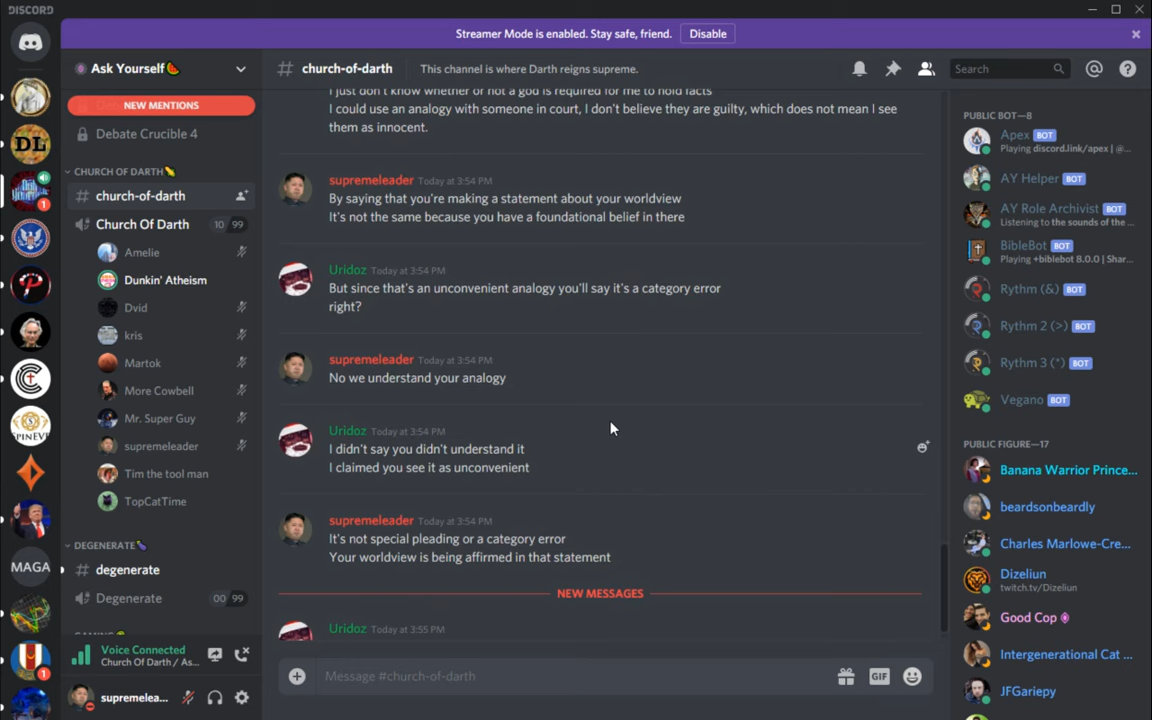 DISCORD
Streamer Mode is enabled. Stay safe, friend. Disable
Ask Yourself🍉
NEW MENTIONS
Debate Crucible 4
CHURCH OF DARTH🌽
church-of-darth
Church Of Darth 10 99
Amelie
Dunkin' Atheism
Dvid
kris
Martok
More Cowbell
Mr. Super Guy
supremeleader
Tim the tool man
TopCatTime
DEGENERATE🍆
degenerate
Degenerate 00 99
Voice Connected
Church Of Darth / As...
supremelea...
DL
MAGA
1
1
# church-of-darth This channel is where Darth reigns supreme.
Search
I just don't know whether or not a god is required for me to hold facts
I could use an analogy with someone in court, I don't believe they are guilty, which does not mean I see
them as innocent.
supremeleader Today at 3:54 PM
By saying that you're making a statement about your worldview
It's not the same because you have a foundational belief in there
Uridoz Today at 3:54 PM
But since that's an unconvenient analogy you'll say it's a category error
right?
supremeleader Today at 3:54 PM
No we understand your analogy
Uridoz Today at 3:54 PM
I didn't say you didn't understand it
I claimed you see it as unconvenient
supremeleader Today at 3:54 PM
It's not special pleading or a category error
Your worldview is being affirmed in that statement
NEW MESSAGES
Uridoz Today at 3:55 PM
Message #church-of-darth
GIF
PUBLIC BOT—8
Apex BOT
Playing discord.link/apex | @...
AY Helper BOT
AY Role Archivist BOT
Listening to the sounds of the ...
BibleBot BOT
Playing +biblebot 8.0.0 | Shar...
Rythm (&) BOT
Rythm 2 (>) BOT
Rythm 3 (*) BOT
Vegano BOT
PUBLIC FIGURE—17
Banana Warrior Prince...
beardsonbeardly
Charles Marlowe-Cre...
Dizeliun
twitch.tv/Dizeliun
Good Cop
Intergenerational Cat ...
JFGariepy